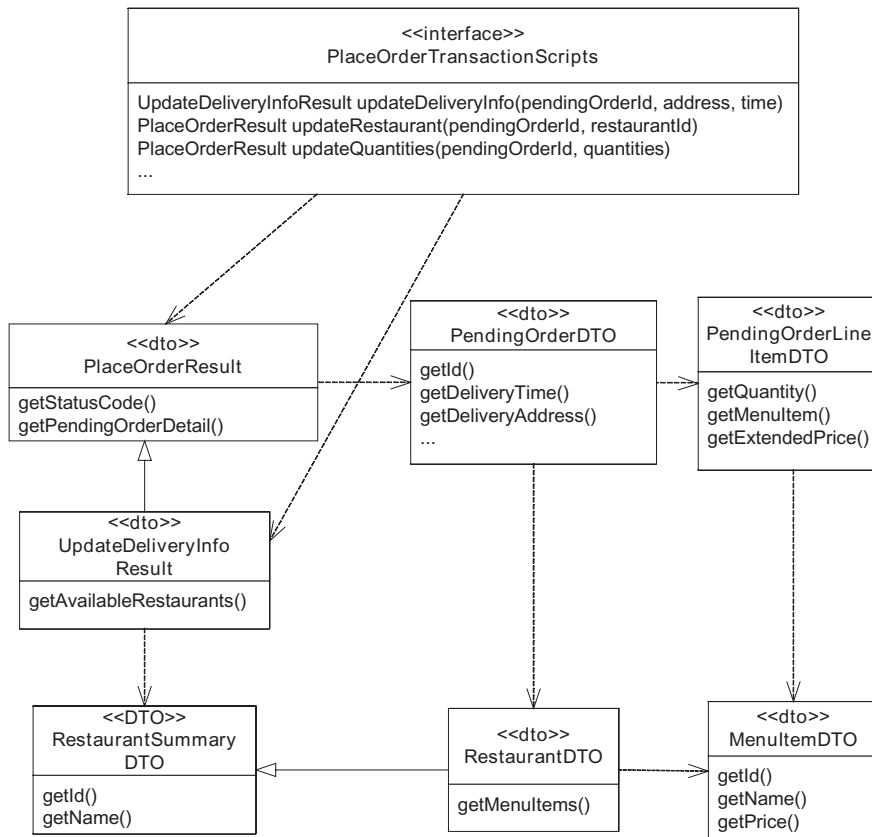 <<interface>>
PlaceOrderTransactionScripts
UpdateDeliveryInfoResult updateDeliveryInfo(pendingOrderId, address, time)
PlaceOrderResult updateRestaurant(pendingOrderId, restaurantId)
PlaceOrderResult updateQuantities(pendingOrderId, quantities)
...
<<dto>>
PlaceOrderResult
getStatusCode()
getPendingOrderDetail()
<<dto>>
PendingOrderDTO
getId()
getDeliveryTime()
getDeliveryAddress()
...
<<dto>>
PendingOrderLine
ItemDTO
getQuantity()
getMenuItem()
getExtendedPrice()
<<dto>>
UpdateDeliveryInfo
Result
getAvailableRestaurants()
<<DTO>>
RestaurantSummary
DTO
getId()
getName()
<<dto>>
RestaurantDTO
getMenuItems()
<<dto>>
MenuItemDTO
getId()
getName()
getPrice()